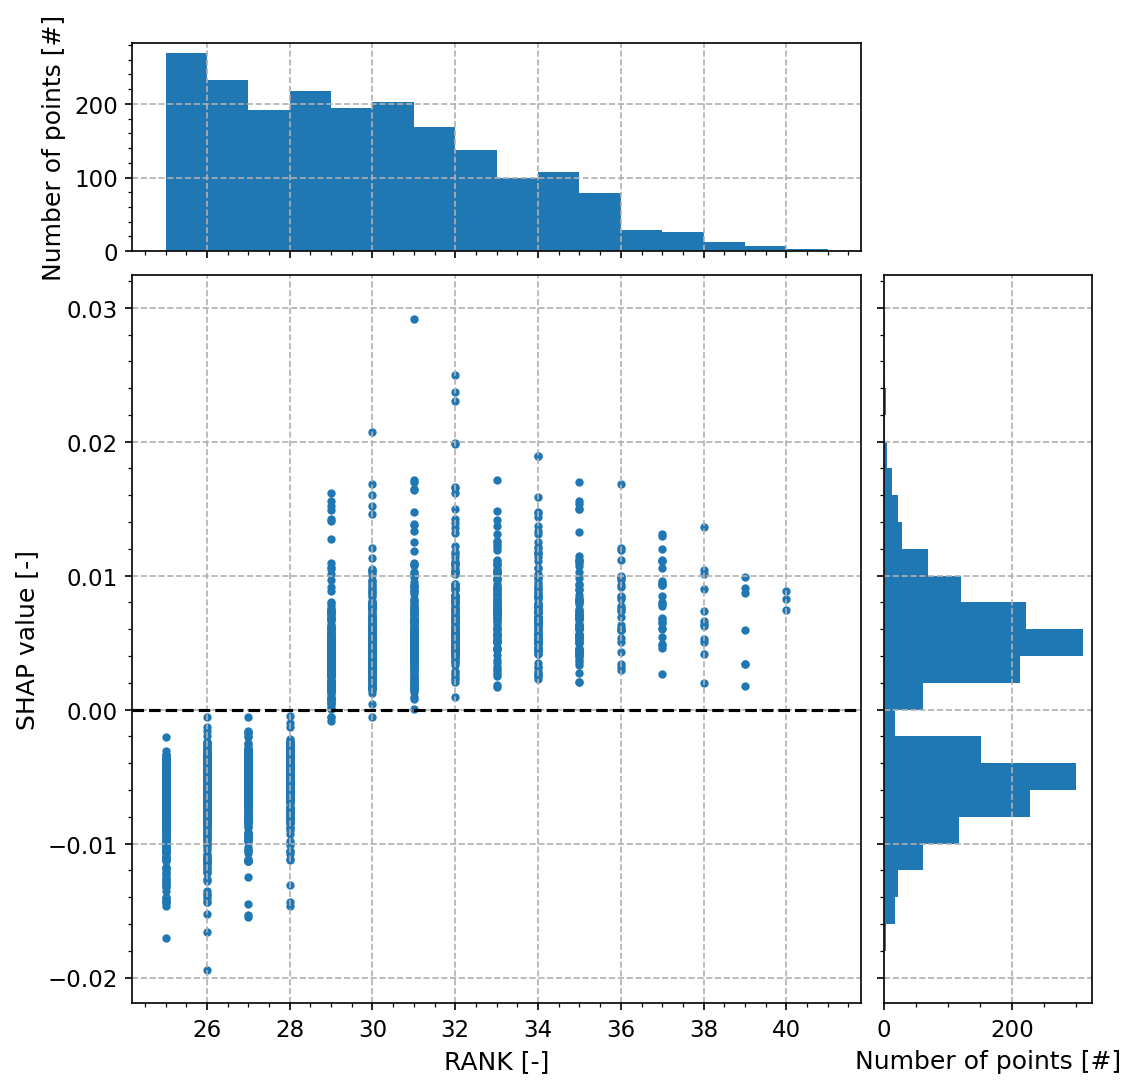 Number of points [#]
200
100
0
SHAP value [-]
0.03
0.02
0.01
0.00
−0.01
−0.02
26 28 30 32 34 36 38 40
RANK [-]
0 200
Number of points [#]